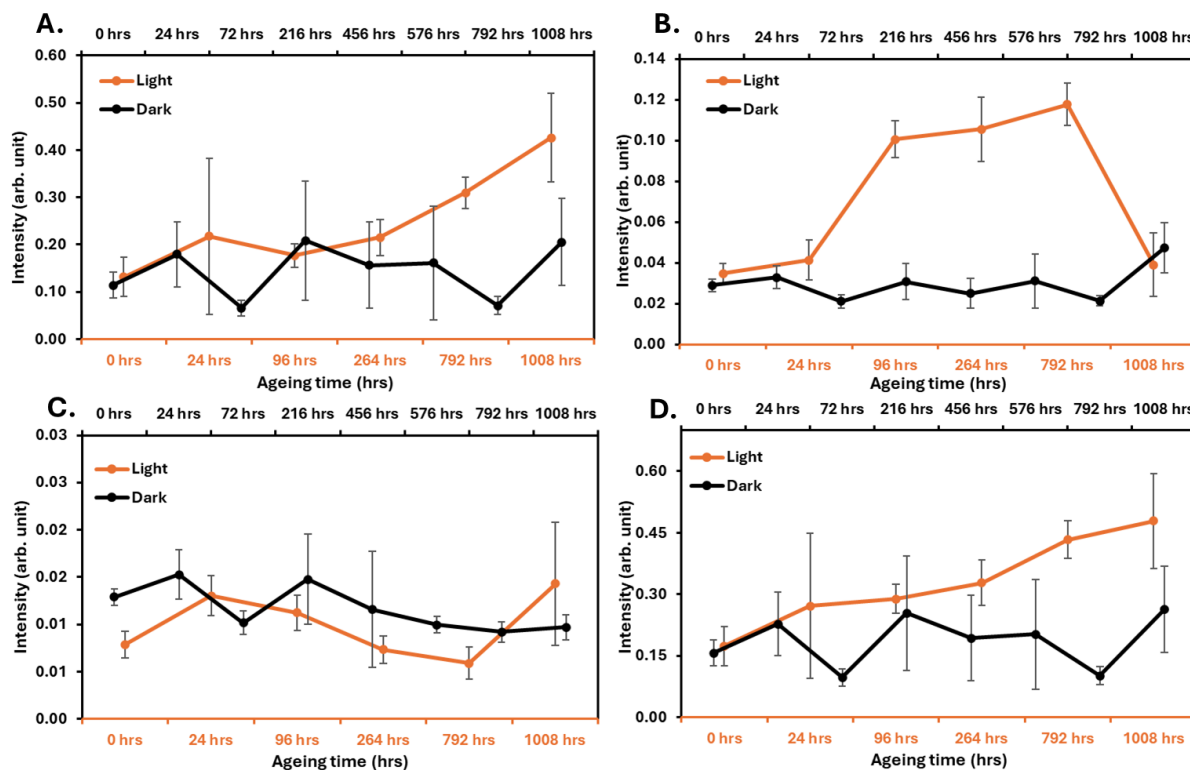 A.
0 hrs 24 hrs 72 hrs 216 hrs 456 hrs 576 hrs 792 hrs 1008 hrs
0.60
0.50
0.40
0.30
0.20
0.10
0.00
Intensity (arb. unit)
Light
Dark
0 hrs 24 hrs 96 hrs 264 hrs 792 hrs 1008 hrs
Ageing time (hrs)
B.
0 hrs 24 hrs 72 hrs 216 hrs 456 hrs 576 hrs 792 hrs 1008 hrs
0.14
0.12
0.10
0.08
0.06
0.04
0.02
0.00
Intensity (arb. unit)
Light
Dark
0 hrs 24 hrs 96 hrs 264 hrs 792 hrs 1008 hrs
Ageing time (hrs)
C.
0 hrs 24 hrs 72 hrs 216 hrs 456 hrs 576 hrs 792 hrs 1008 hrs
0.03
0.03
0.02
0.02
0.01
0.01
0.00
Intensity (arb. unit)
Light
Dark
0 hrs 24 hrs 96 hrs 264 hrs 792 hrs 1008 hrs
Ageing time (hrs)
D.
0 hrs 24 hrs 72 hrs 216 hrs 456 hrs 576 hrs 792 hrs 1008 hrs
0.60
0.45
0.30
0.15
0.00
Intensity (arb. unit)
Light
Dark
0 hrs 24 hrs 96 hrs 264 hrs 792 hrs 1008 hrs
Ageing time (hrs)